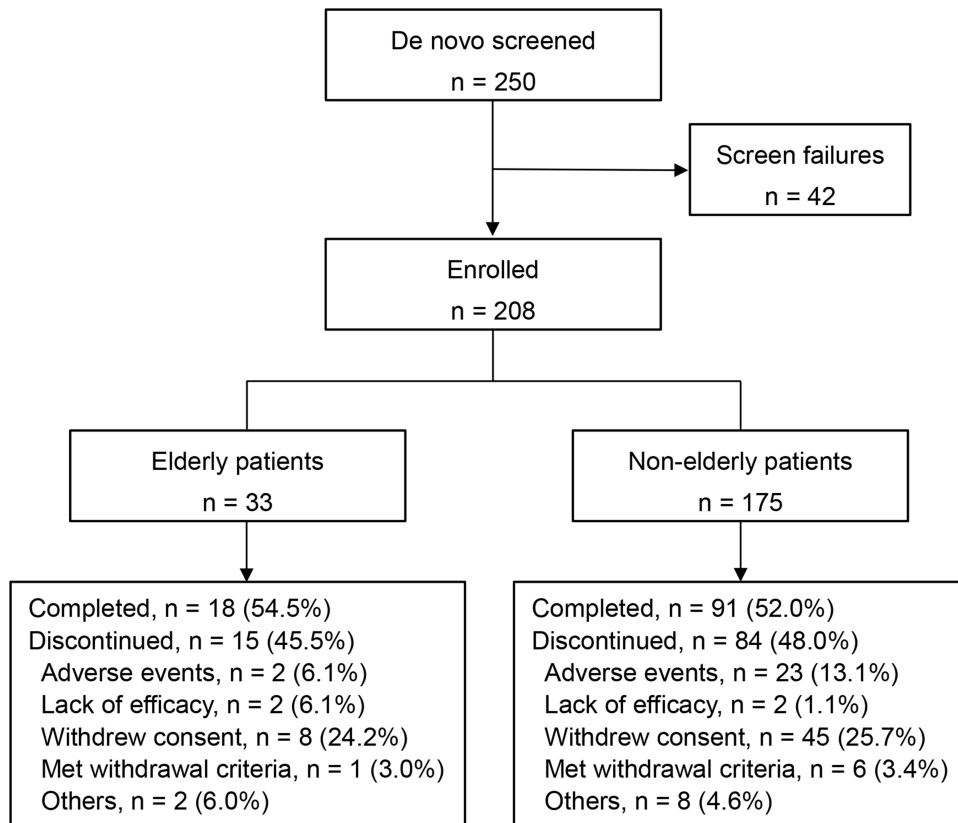 De novo screened
n = 250
Screen failures
n = 42
Enrolled
n = 208
Elderly patients
n = 33
Non-elderly patients
n = 175
Completed, n = 18 (54.5%)
Discontinued, n = 15 (45.5%)
Adverse events, n = 2 (6.1%)
Lack of efficacy, n = 2 (6.1%)
Withdrew consent, n = 8 (24.2%)
Met withdrawal criteria, n = 1 (3.0%)
Others, n = 2 (6.0%)
Completed, n = 91 (52.0%)
Discontinued, n = 84 (48.0%)
Adverse events, n = 23 (13.1%)
Lack of efficacy, n = 2 (1.1%)
Withdrew consent, n = 45 (25.7%)
Met withdrawal criteria, n = 6 (3.4%)
Others, n = 8 (4.6%)